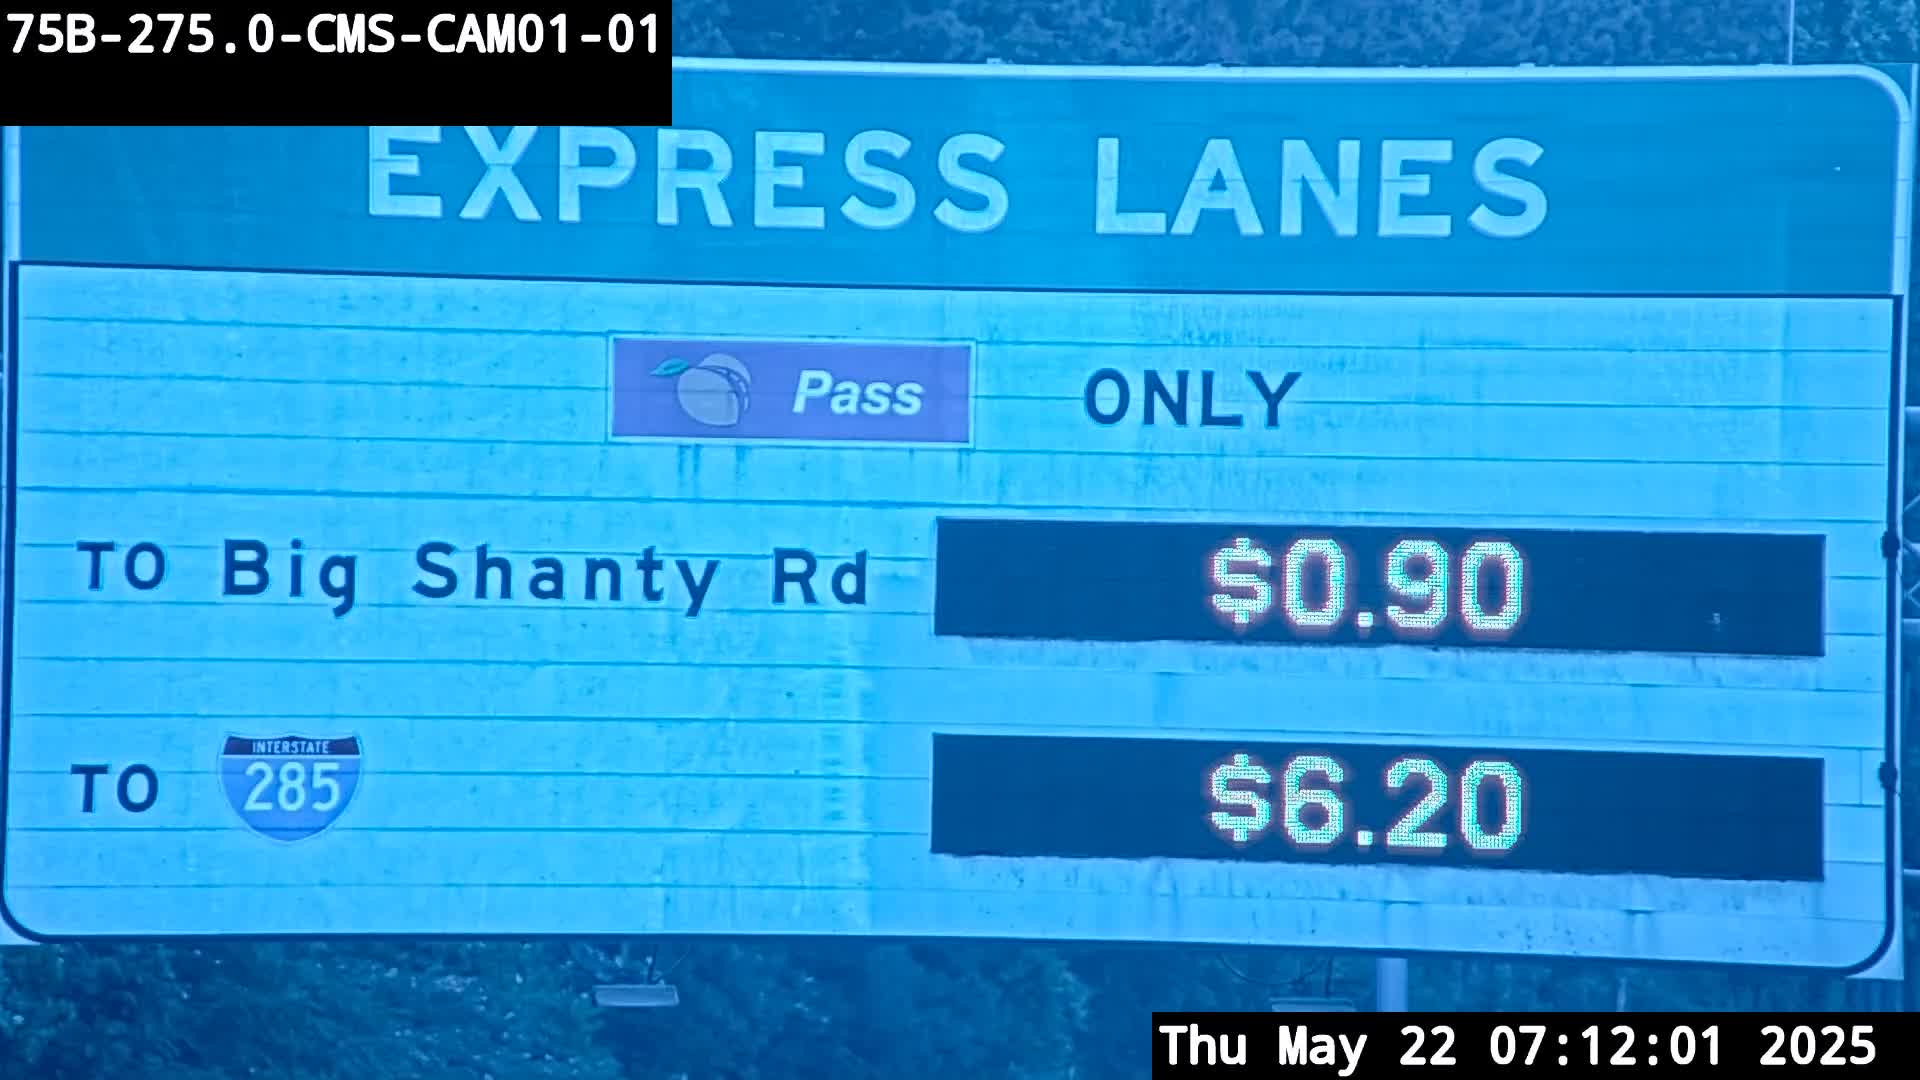 75B-275.0-CMS-CAM01-01
EXPRESS LANES
Pass ONLY
TO Big Shanty Rd $0.90
INTERSTATE
TO 285 $6.20
Thu May 22 07:12:01 2025